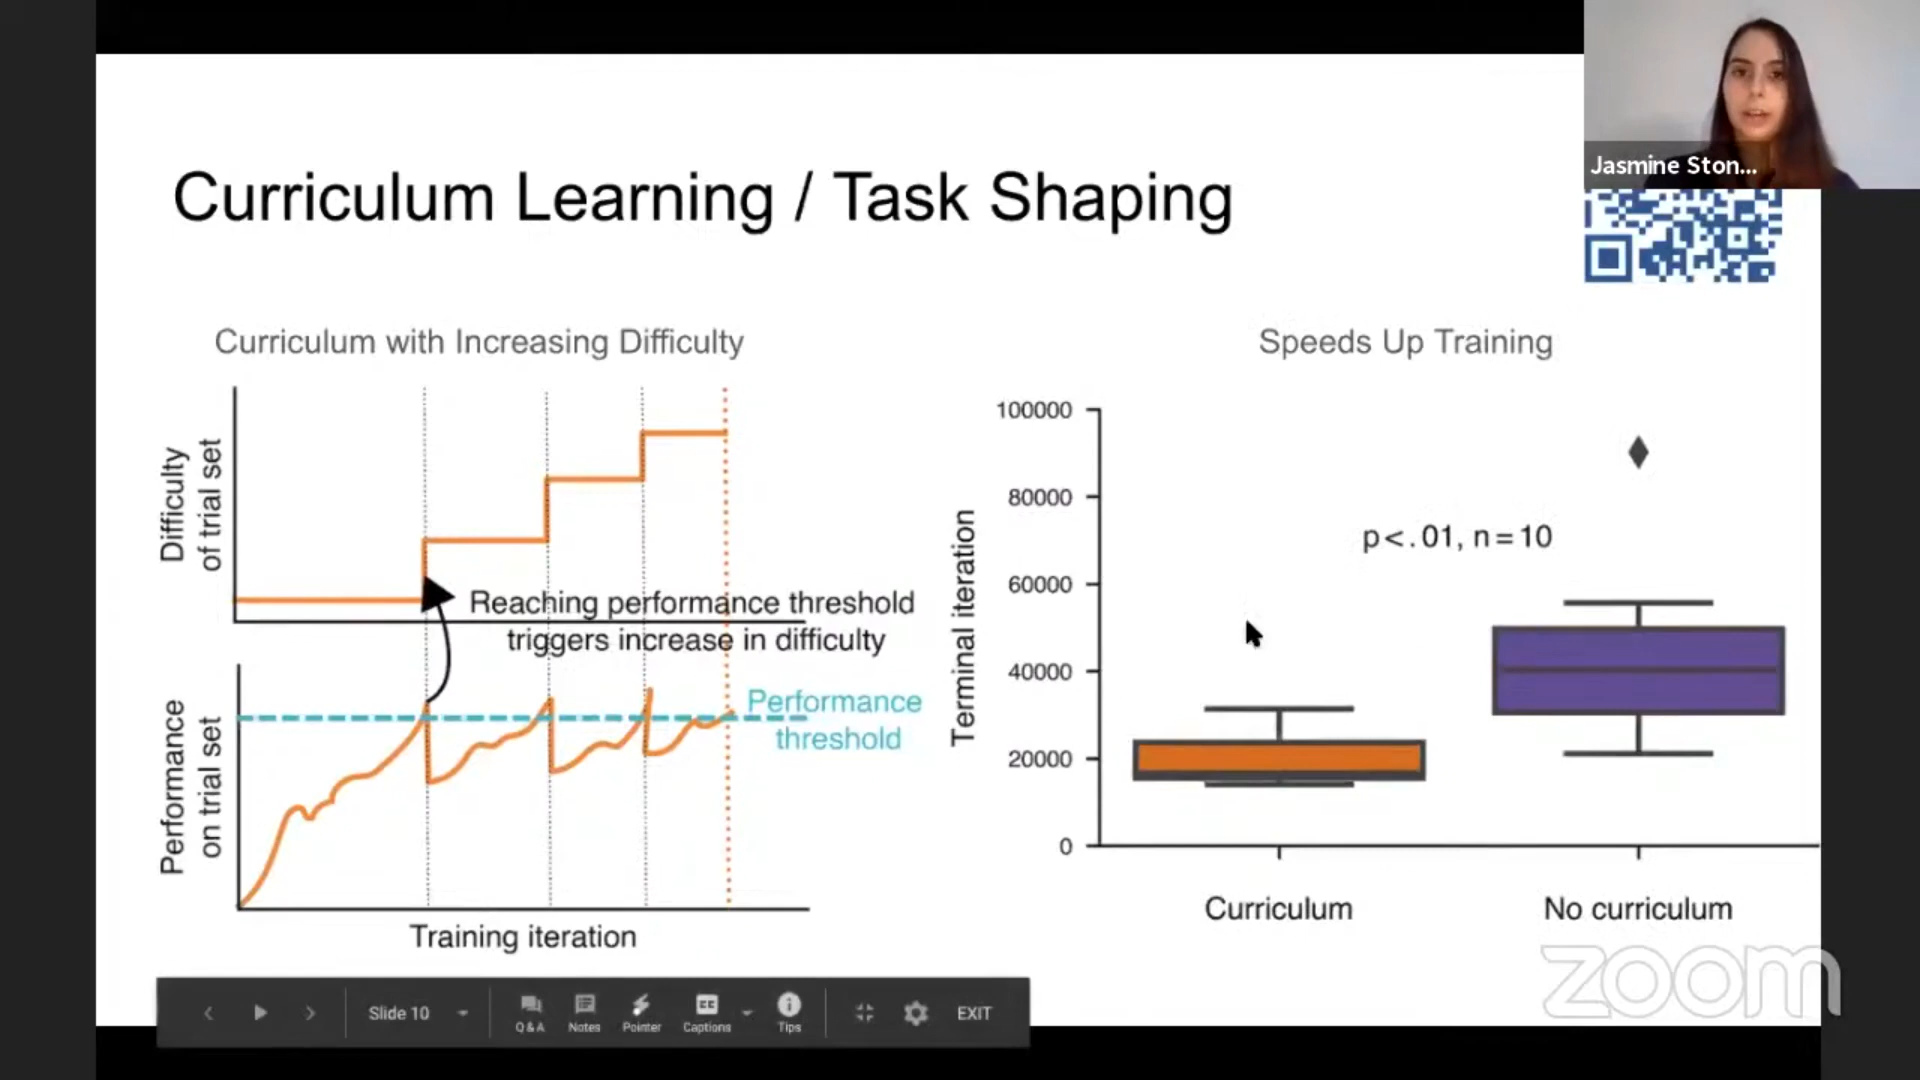 Jasmine Ston...
Curriculum Learning / Task Shaping
Curriculum with Increasing Difficulty
Difficulty
of trial set
Reaching performance threshold
triggers increase in difficulty
Performance
on trial set
Performance
threshold
Training iteration
Speeds Up Training
Terminal iteration
100000
80000
60000
40000
20000
0
p<.01, n=10
Curriculum
No curriculum
Slide 10
Q & A
Notes
Pointer
CC
Captions
Tips
EXIT
zoom